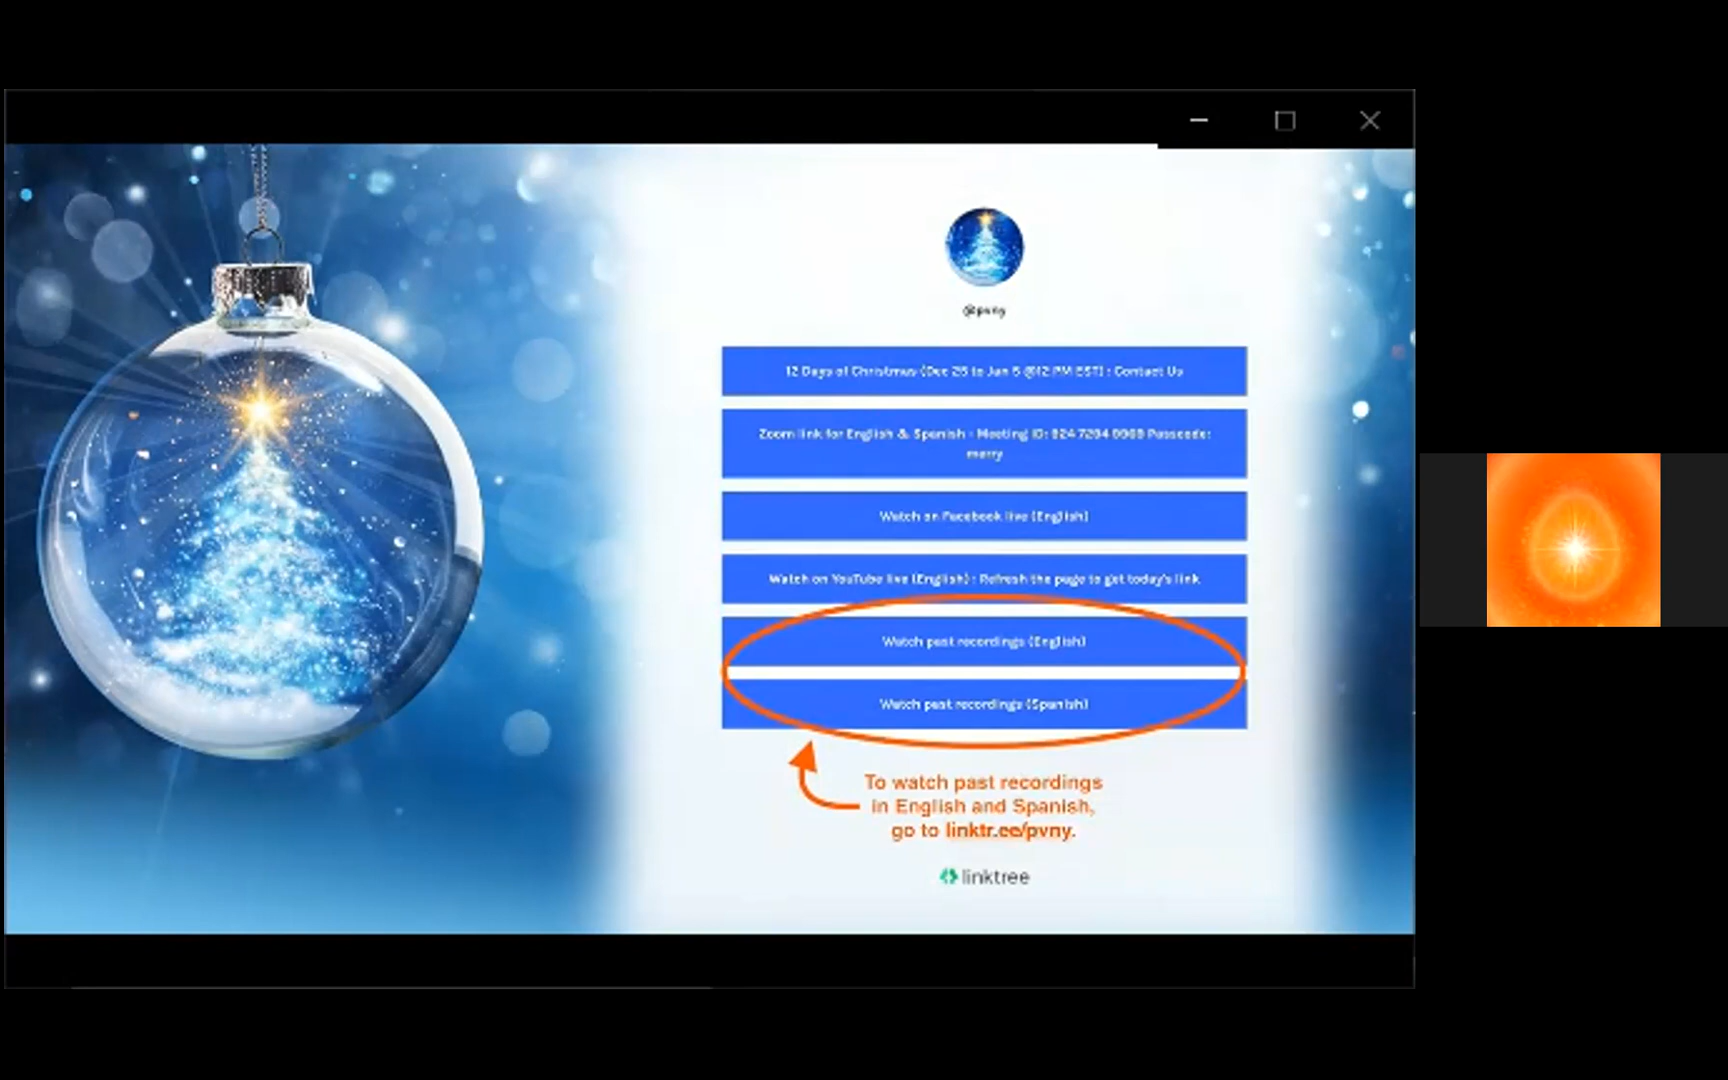 @pvny
12 Days of Christmas (Dec 25 to Jan 5 @12 PM EST) : Contact Us
Zoom link for English & Spanish - Meeting ID: 924 7294 Passcode:
merry
Watch on Facebook live (English)
Watch on YouTube live (English) : Refresh the page to get today's link
Watch past recordings (English)
Watch past recordings (Spanish)
To watch past recordings
in English and Spanish,
go to linktr.ee/pvny.
linktree